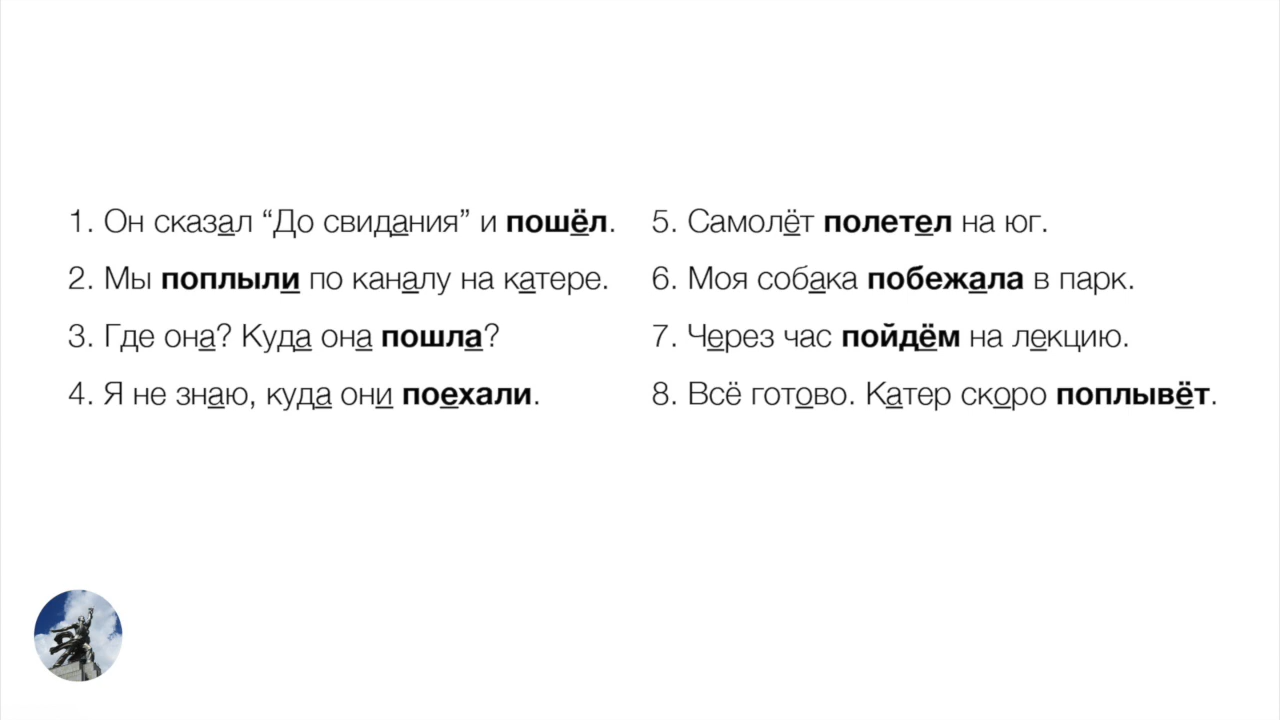 1. Он сказал “До свидания” и пошёл.
2. Мы поплыли по каналу на катере.
3. Где она? Куда она пошла?
4. Я не знаю, куда они поехали.
5. Самолёт полетел на юг.
6. Моя собака побежала в парк.
7. Через час пойдём на лекцию.
8. Всё готово. Катер скоро поплывёт.